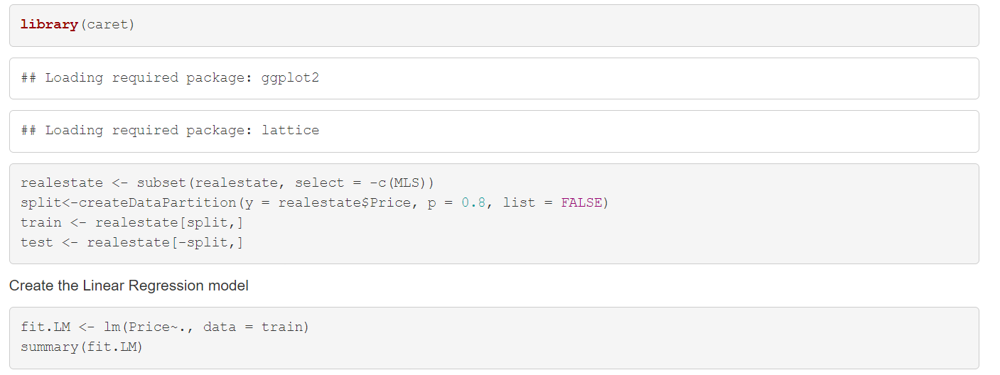 library(caret)
## Loading required package: ggplot2
## Loading required package: lattice
realestate <- subset(realestate, select = -c(MLS))
split<-createDataPartition(y = realestate$Price, p = 0.8, list = FALSE)
train <- realestate[split,]
test <- realestate[-split,]
Create the Linear Regression model
fit.LM <- lm(Price~., data = train)
summary(fit.LM)